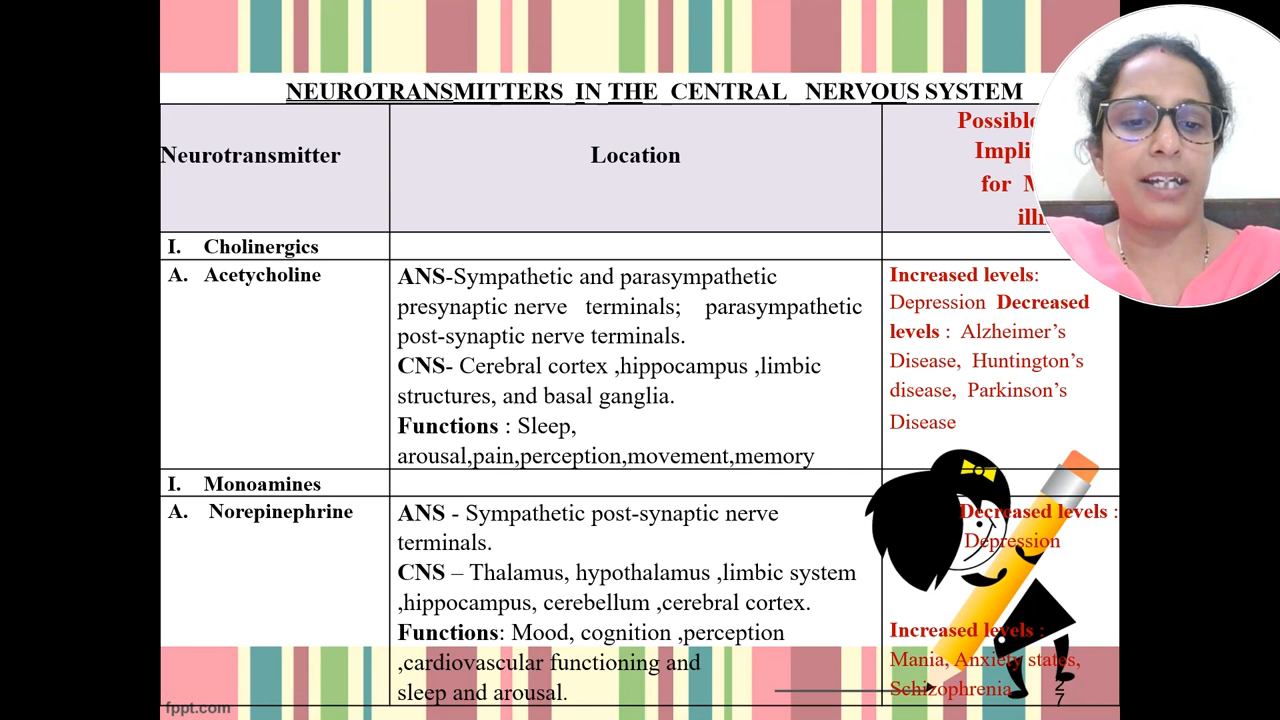 NEUROTRANSMITTERS IN THE CENTRAL NERVOUS SYSTEM
Neurotransmitter
Location
Possible
for
I. Cholinergics
A. Acetycholine
ANS-Sympathetic and parasympathetic
presynaptic nerve terminals; parasympathetic
post-synaptic nerve terminals.
CNS- Cerebral cortex ,hippocampus ,limbic
structures, and basal ganglia.
Functions : Sleep,
arousal,pain,perception,movement,memory
Increased levels:
Depression Decreased
levels : Alzheimer's
Disease, Huntington's
disease, Parkinson's
Disease
I. Monoamines
A. Norepinephrine
ANS - Sympathetic post-synaptic nerve
terminals.
CNS – Thalamus, hypothalamus ,limbic system
,hippocampus, cerebellum ,cerebral cortex.
Functions: Mood, cognition ,perception
,cardiovascular functioning and
sleep and arousal.
Decreased levels :
Depression
Increased levels :
Mania, Anxiety states,
Schizophrenia
2
7
fppt.com